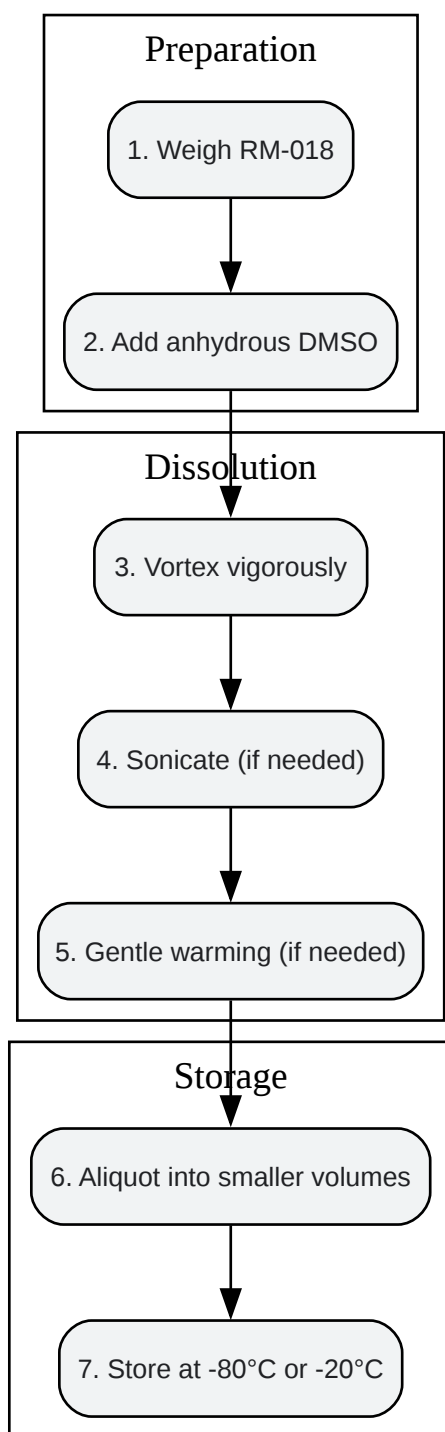 Preparation
1. Weigh RM-018
2. Add anhydrous DMSO
Dissolution
3. Vortex vigorously
4. Sonicate (if needed)
5. Gentle warming (if needed)
Storage
6. Aliquot into smaller volumes
7. Store at -80°C or -20°C